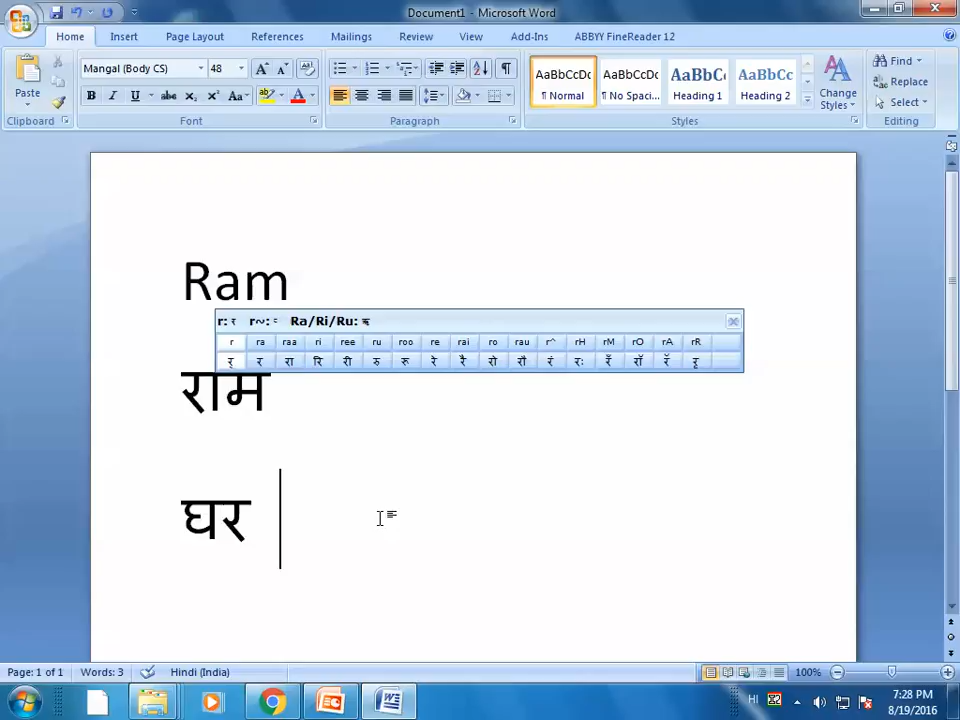 Document1 - Microsoft Word
Home Insert Page Layout References Mailings Review View Add-Ins ABBYY FineReader 12
Mangal (Body CS) 48 AaBbCcDc AaBbCcDc AaBbC AaBbCc Find
Paste B I U abc x₂ x² Aa ¶ Normal ¶ No Spaci... Heading 1 Heading 2 Change Styles Replace
Select
Clipboard Font Paragraph Styles Editing
Ram
r: र Ra/Ri/Ru: ऋ
r ra raa ri ree ru roo re rai ro rau r^ rH rM rO rA rR
र् र रा रि री रु रू रे रै रो रौ रं रः रँ रॉ रॅ रृ
राम
घर
Page: 1 of 1 Words: 3 Hindi (India) 100%
HI 7:28 PM
8/19/2016